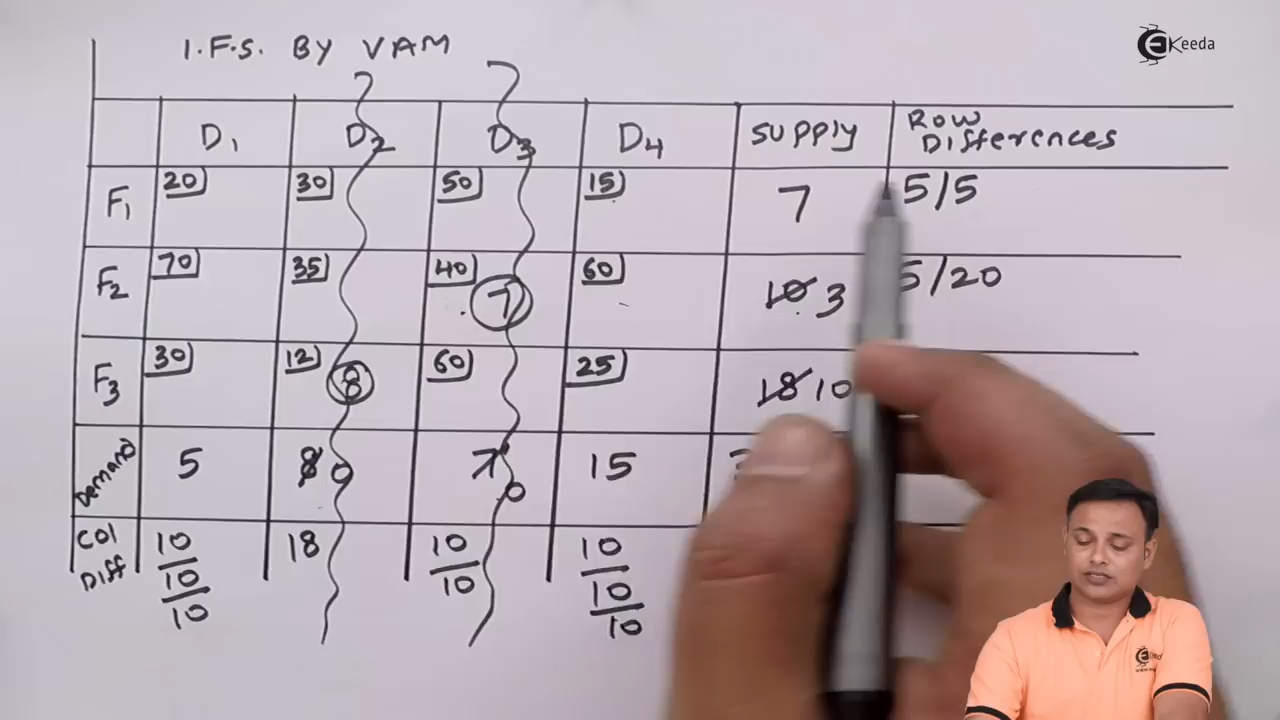 I.F.S. BY VAM
EKeeda
D1 D2 D3 D4 Supply Row Differences
F1 20 30 50 15 7 5/5
F2 70 35 40 7 60 10 3 5/20
F3 30 12 8 60 25 18 10
Demand 5 8 0 7 0 15
Col Diff 10 18 10 10
10 10 10
10 10